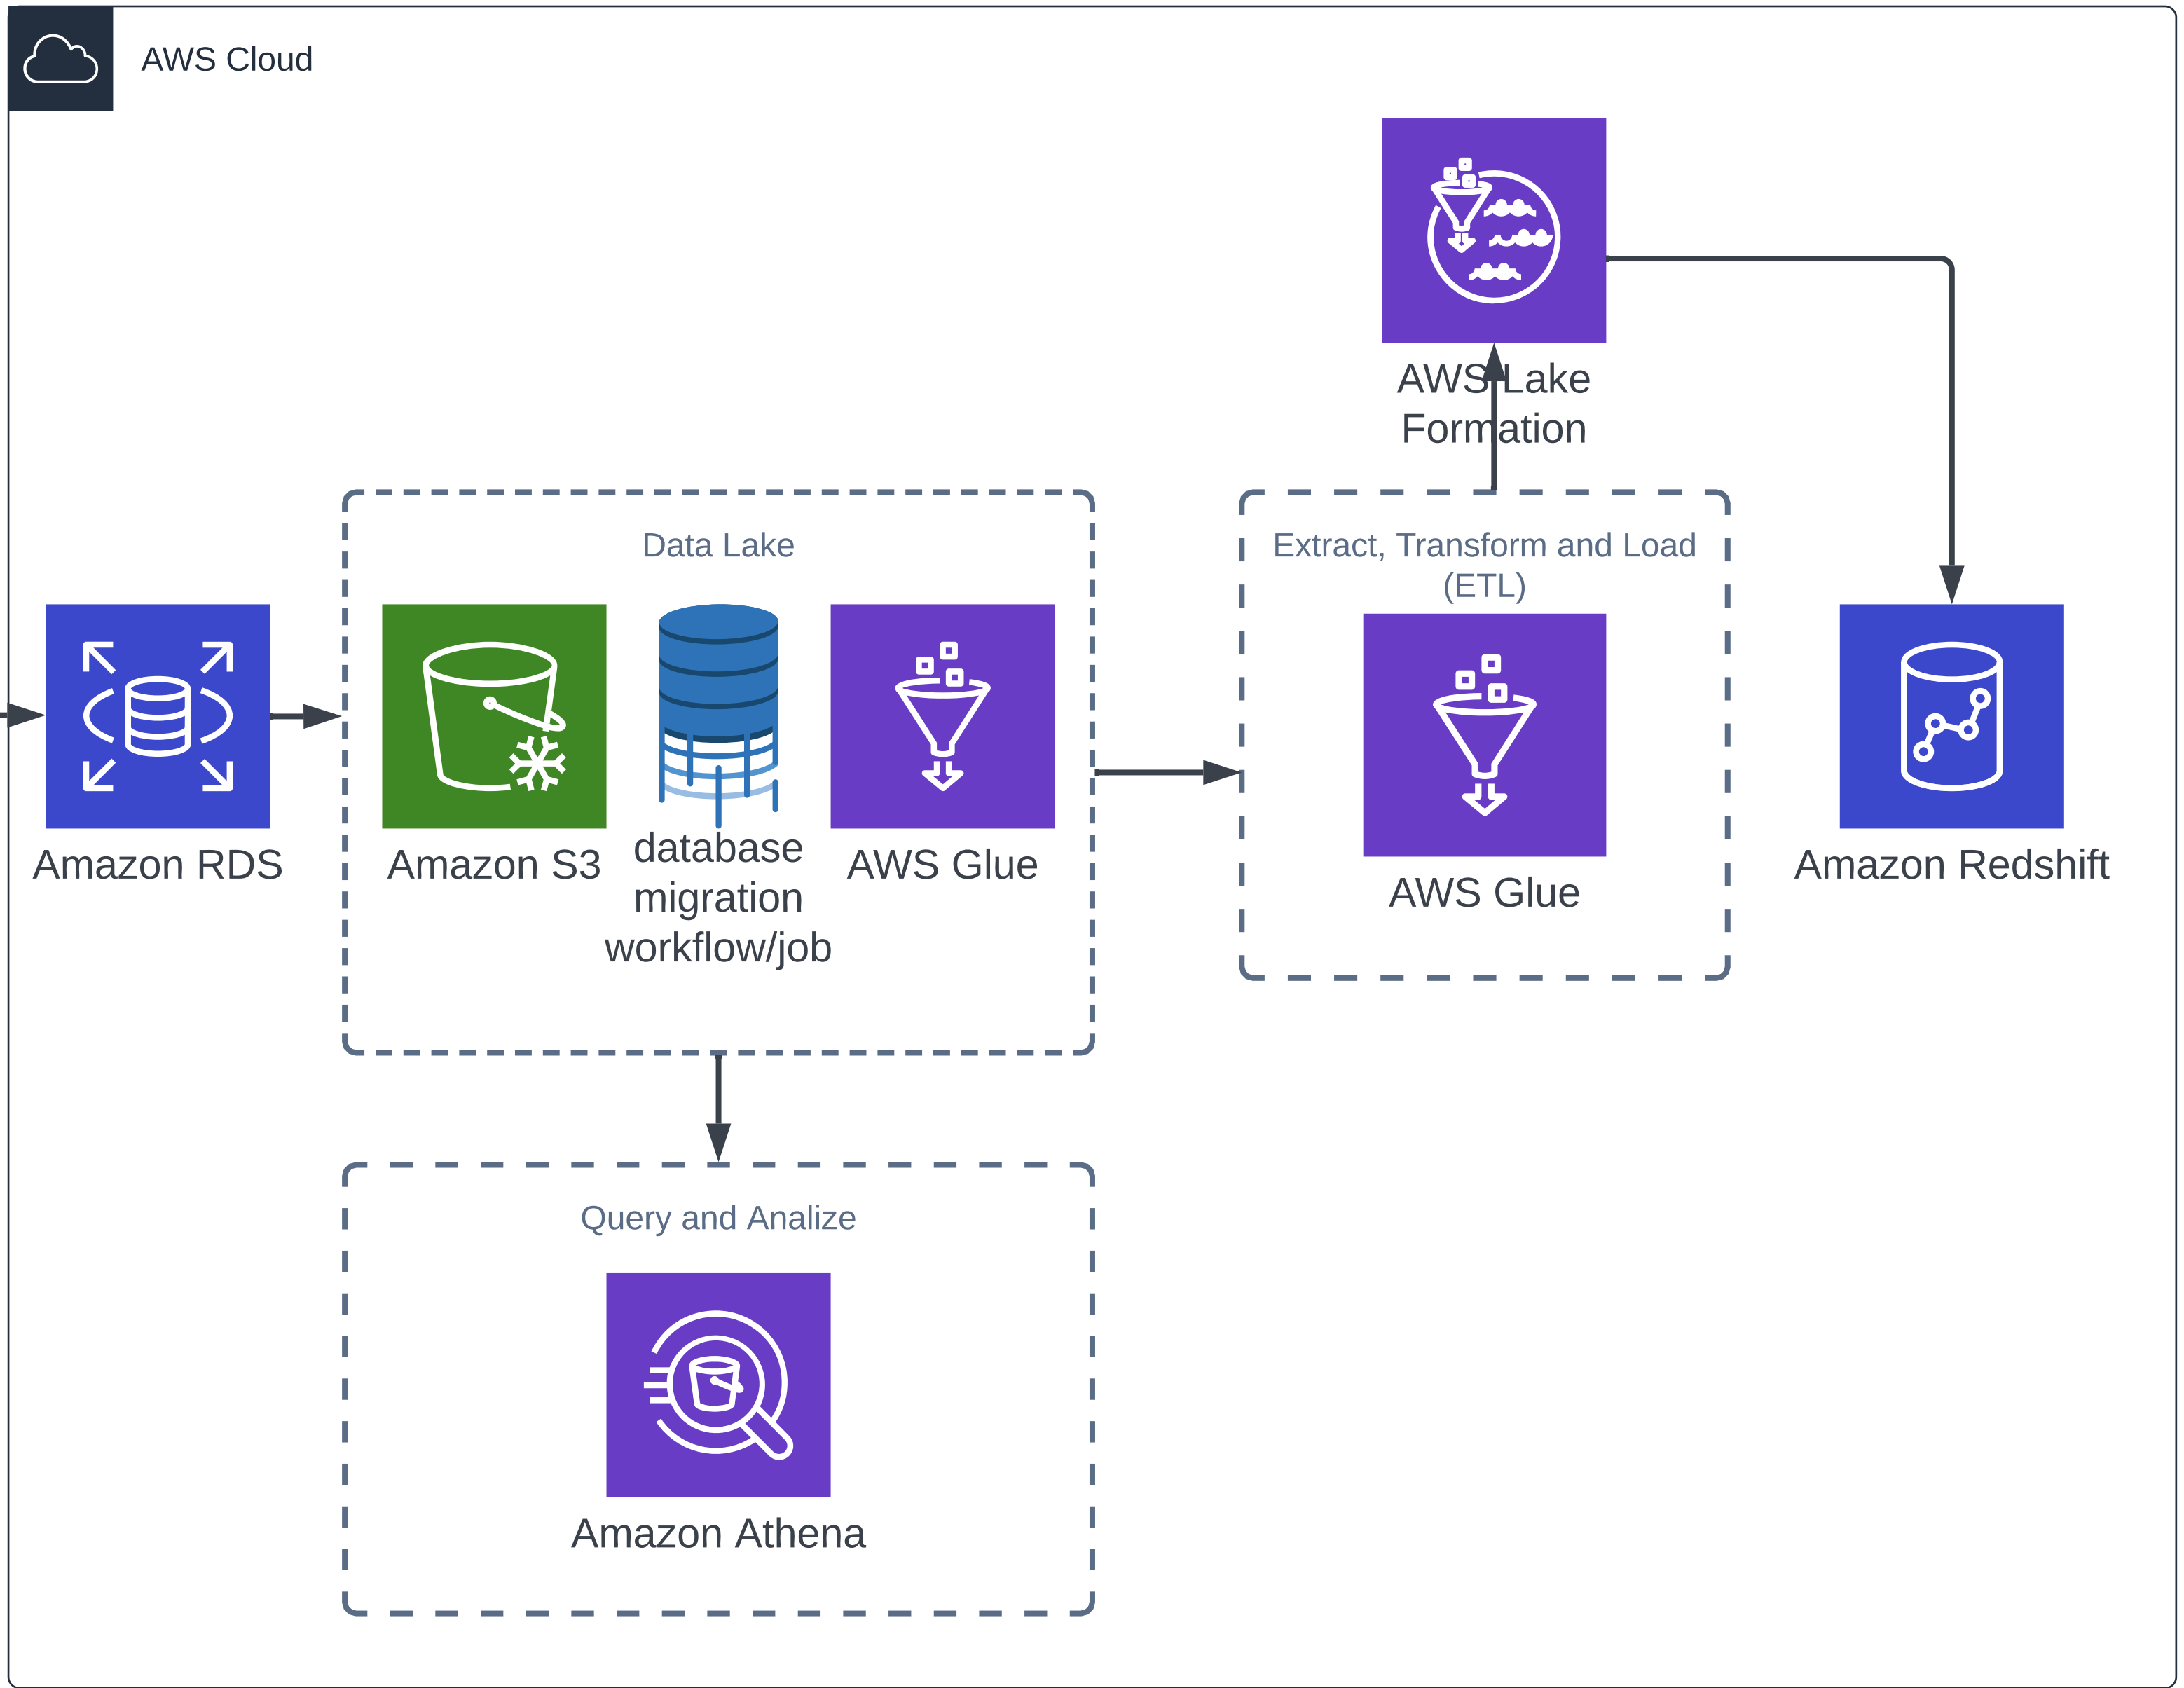 AWS Cloud
AWS Lake
Formation
Data Lake
Extract, Transform and Load
(ETL)
Amazon RDS
Amazon S3
database
migration
workflow/job
AWS Glue
AWS Glue
Amazon Redshift
Query and Analize
Amazon Athena